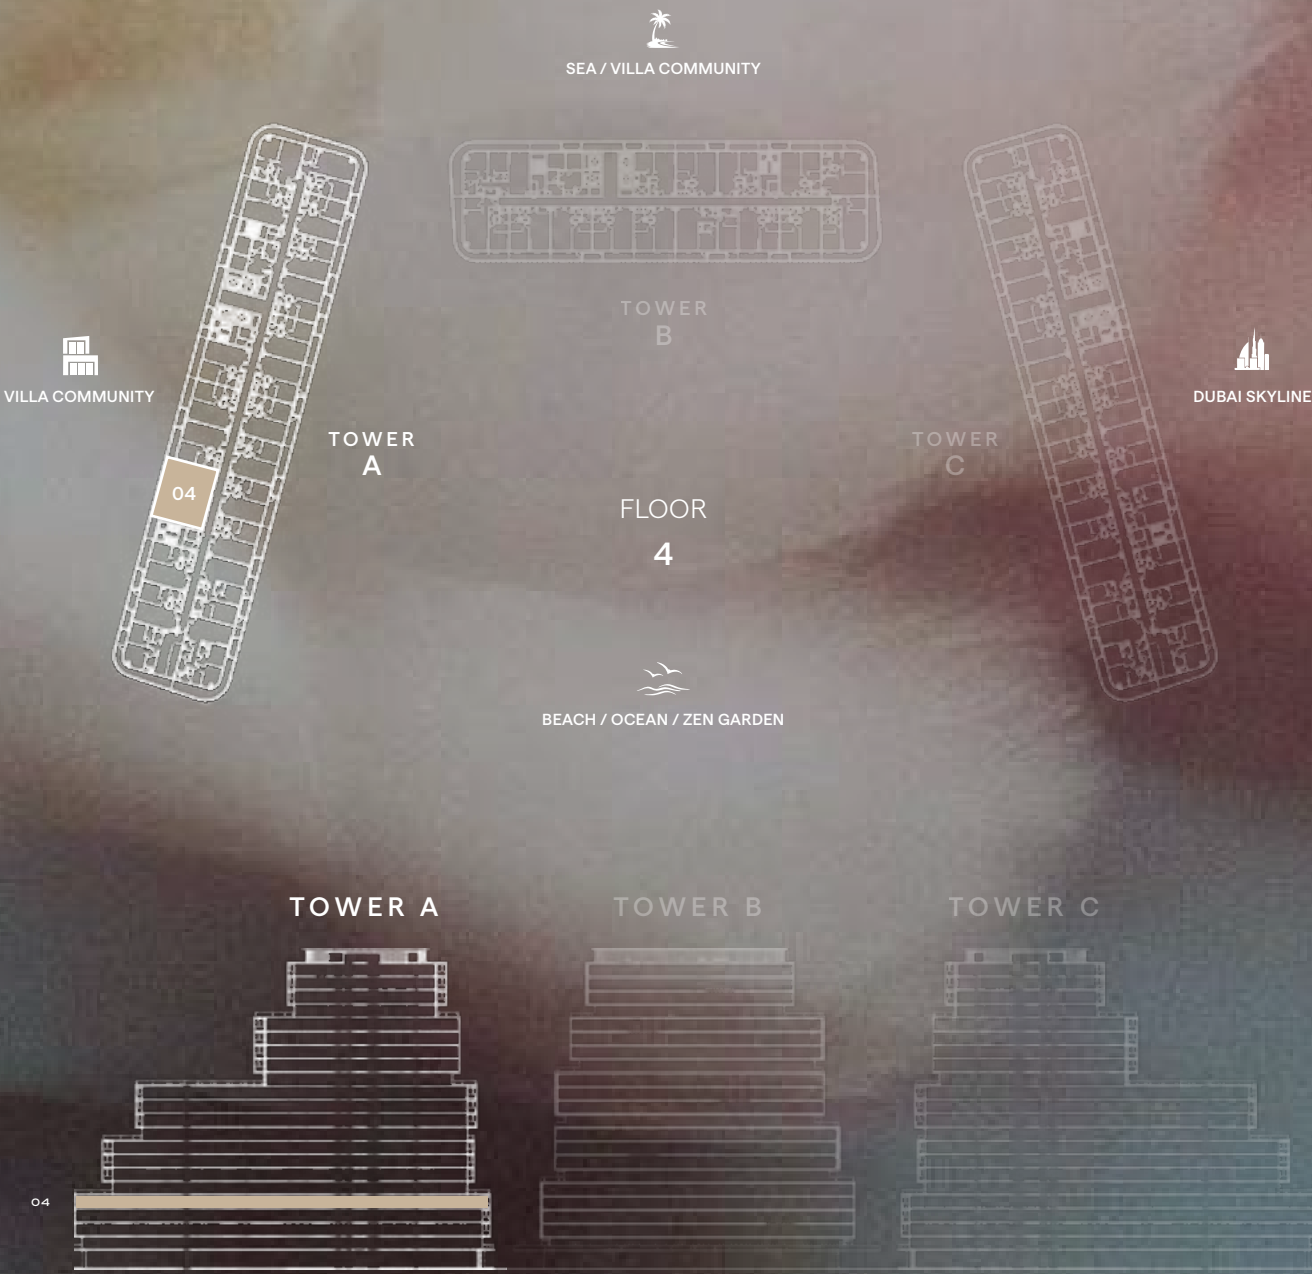 SEA / VILLA COMMUNITY
TOWER
B
VILLA COMMUNITY
DUBAI SKYLINE
TOWER
A
TOWER
C
04
FLOOR
4
BEACH / OCEAN / ZEN GARDEN
TOWER A
TOWER B
TOWER C
04